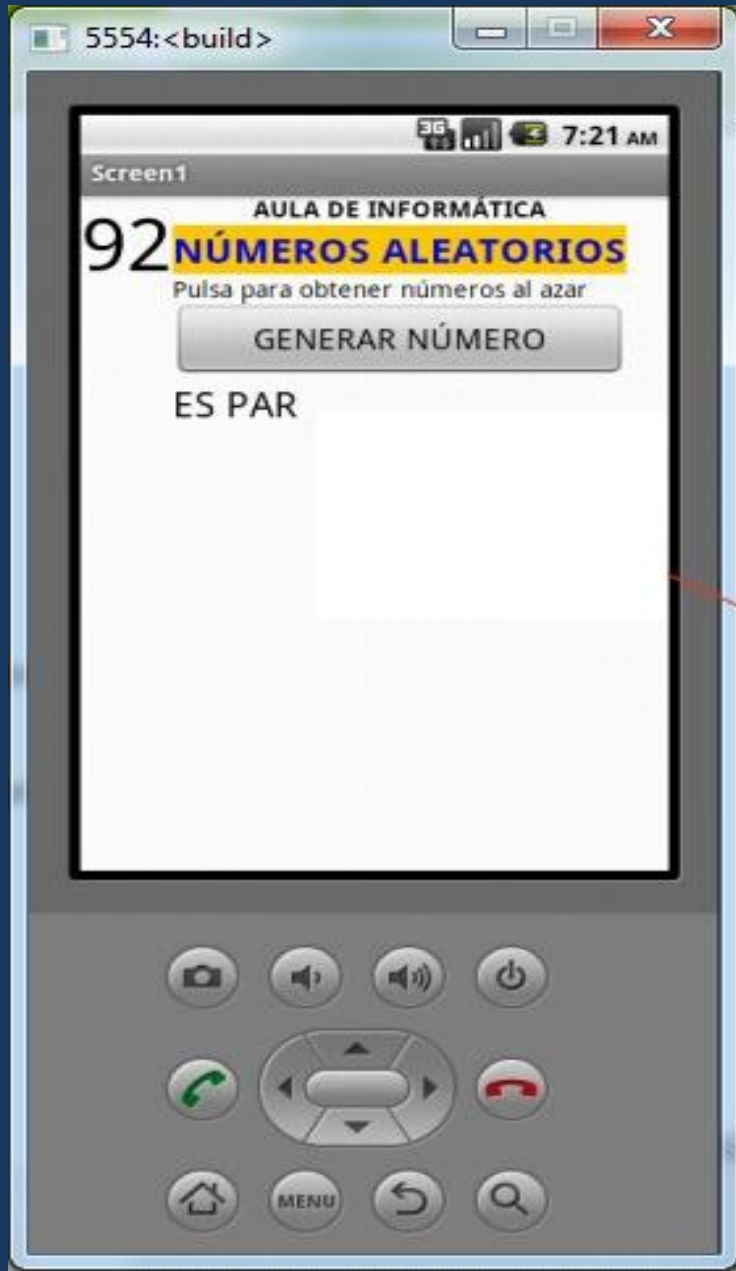 5554:<build>
3G 7:21 AM
Screen1
AULA DE INFORMÁTICA
92 NÚMEROS ALEATORIOS
Pulsa para obtener números al azar
GENERAR NÚMERO
ES PAR
MENU